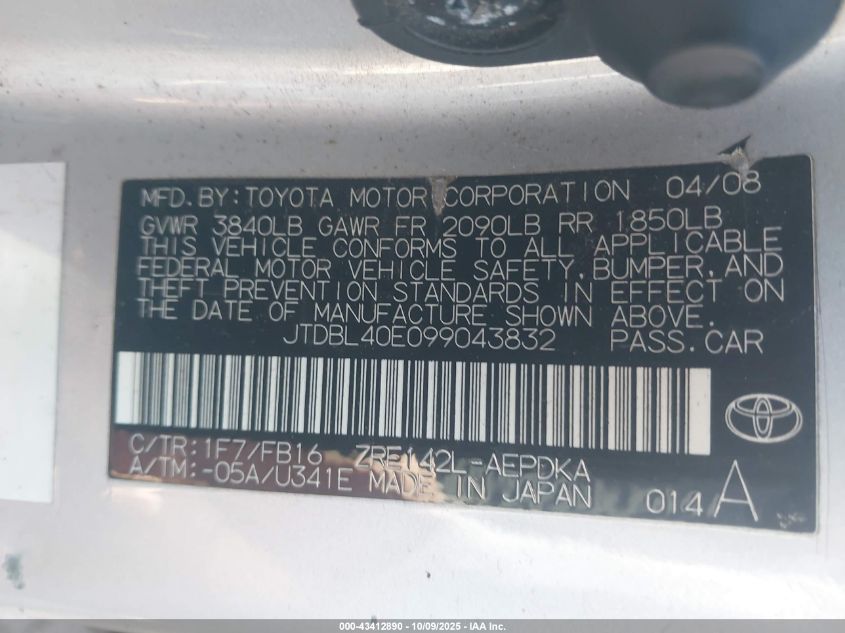 MFD.BY:TOYOTA MOTOR CORPORATION 04/08
GVWR 3840LB GAWR FR 2090LB RR 1850LB
THIS VEHICLE CONFORMS TO ALL APPLICABLE
FEDERAL MOTOR VEHICLE SAFETY,BUMPER,AND
THEFT PREVENTION STANDARDS IN EFFECT ON
THE DATE OF MANUFACTURE SHOWN ABOVE.
JTDBL40E099043832 PASS.CAR
C/TR:1F7/FB16 ZRE142L-AEPDKA
A/TM:-05A/U341E MADE IN JAPAN 014 A
000-43412890 - 10/09/2025 - IAA Inc.